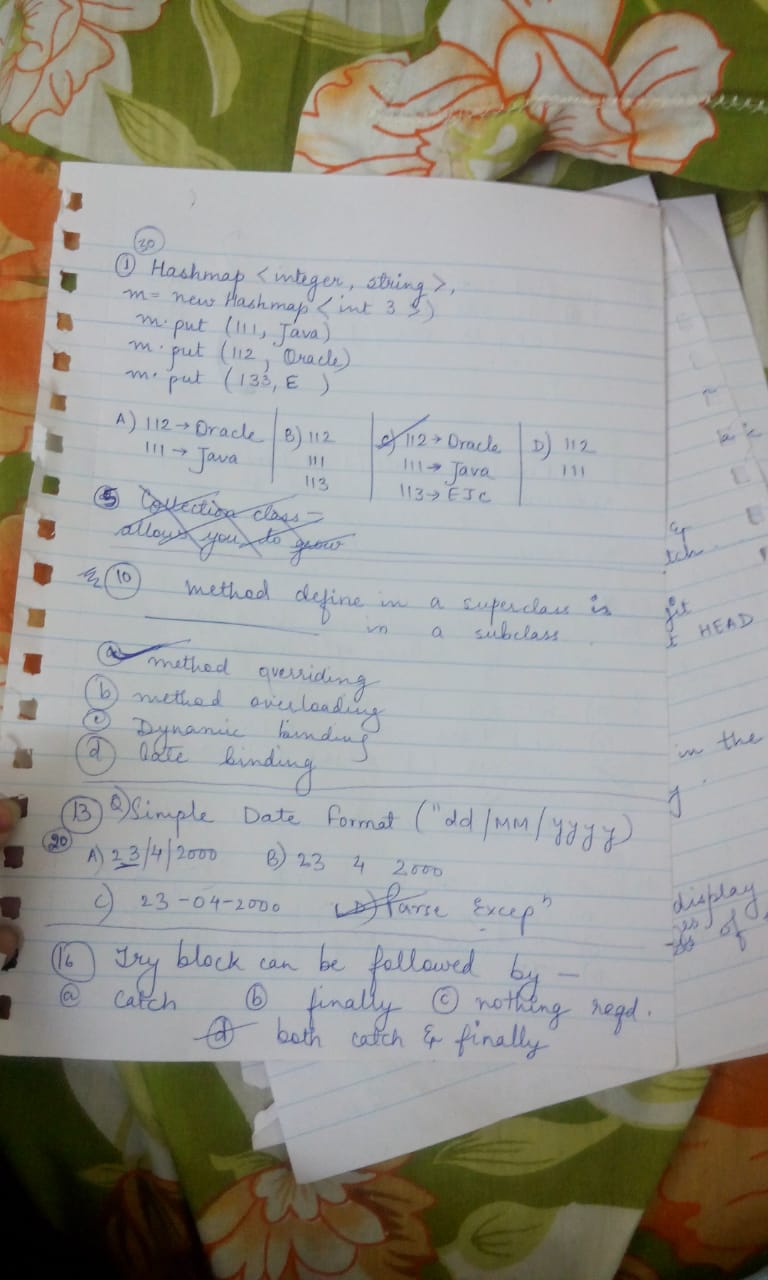 30
① Hashmap <integer, string>,
m = new Hashmap <int 3 S)
m.put (111, Java)
m.put (112, Oracle)
m.put (133, E )
A) 112 → Oracle
111 → Java
B) 112
111
113
C) 112 → Oracle
111 → Java
113 → EJC
D) 112
111
⑤ Collection class -
allows you to grow
⑩ method define in a superclass is
________ in a subclass
ⓐ method overriding
ⓑ method overloading
ⓒ Dynamic binding
ⓓ late binding
⑬ Q) Simple Date Format ("dd/MM/yyyy)
20
A) 23/4/2000 B) 23 4 2000
C) 23-04-2000 D) Parse Excepⁿ
⑯ Try block can be followed by -
ⓐ catch ⓑ finally ⓒ nothing reqd.
ⓓ both catch & finally
HEAD
in the
display
of